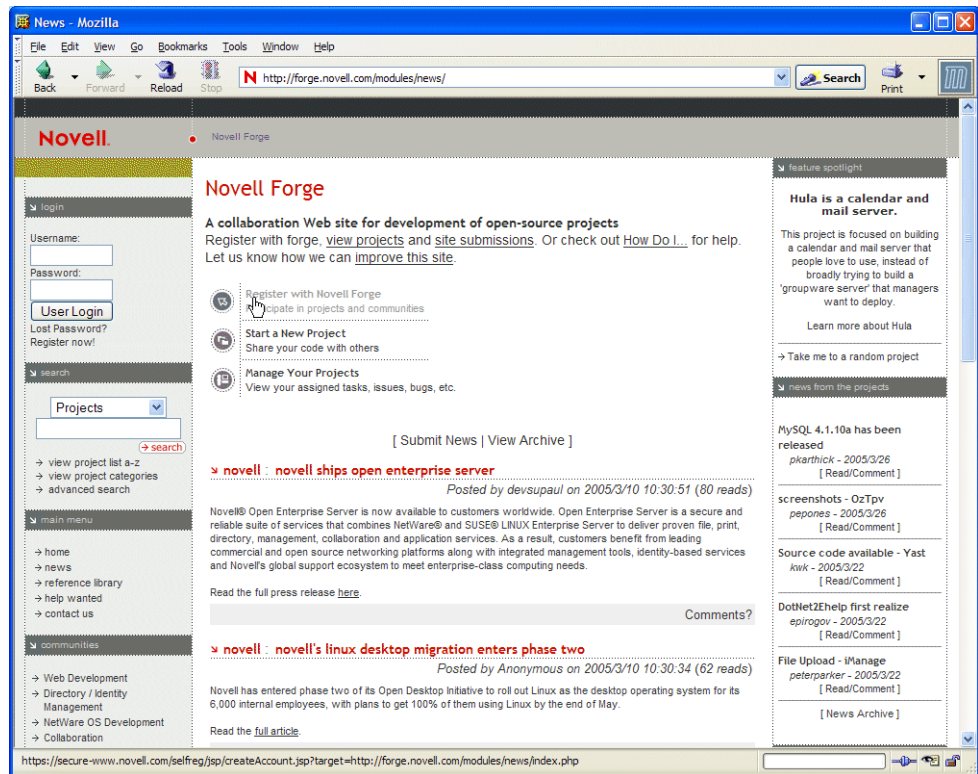 News - Mozilla
File Edit View Go Bookmarks Tools Window Help
Back Forward Reload Stop
N http://forge.novell.com/modules/news/
Search
Print
Novell.
Novell Forge
login
Username:
Password:
User Login
Lost Password?
Register now!
search
Projects
→ search
→ view project list a-z
→ view project categories
→ advanced search
main menu
→ home
→ news
→ reference library
→ help wanted
→ contact us
communities
→ Web Development
→ Directory / Identity
Management
→ NetWare OS Development
→ Collaboration
Novell Forge
A collaboration Web site for development of open-source projects
Register with forge, view projects and site submissions. Or check out How Do I... for help.
Let us know how we can improve this site.
Register with Novell Forge
Participate in projects and communities
Start a New Project
Share your code with others
Manage Your Projects
View your assigned tasks, issues, bugs, etc.
[ Submit News | View Archive ]
novell : novell ships open enterprise server
Posted by devsupaul on 2005/3/10 10:30:51 (80 reads)
Novell® Open Enterprise Server is now available to customers worldwide. Open Enterprise Server is a secure and
reliable suite of services that combines NetWare® and SUSE® LINUX Enterprise Server to deliver proven file, print,
directory, management, collaboration and application services. As a result, customers benefit from leading
commercial and open source networking platforms along with integrated management tools, identity-based services
and Novell's global support ecosystem to meet enterprise-class computing needs.
Read the full press release here.
Comments?
novell : novell's linux desktop migration enters phase two
Posted by Anonymous on 2005/3/10 10:30:34 (62 reads)
Novell has entered phase two of its Open Desktop Initiative to roll out Linux as the desktop operating system for its
6,000 internal employees, with plans to get 100% of them using Linux by the end of May.
Read the full article.
feature spotlight
Hula is a calendar and
mail server.
This project is focused on building
a calendar and mail server that
people love to use, instead of
broadly trying to build a
'groupware server' that managers
want to deploy.
Learn more about Hula
→ Take me to a random project
news from the projects
MySQL 4.1.10a has been
released
pkarthick - 2005/3/26
[ Read/Comment ]
screenshots - OzTpv
pepones - 2005/3/26
[ Read/Comment ]
Source code available - Yast
kwk - 2005/3/22
[ Read/Comment ]
DotNet2Ehelp first realize
epirogov - 2005/3/22
[ Read/Comment ]
File Upload - iManage
peterparker - 2005/3/22
[ Read/Comment ]
[ News Archive ]
https://secure-www.novell.com/selfreg/jsp/createAccount.jsp?target=http://forge.novell.com/modules/news/index.php